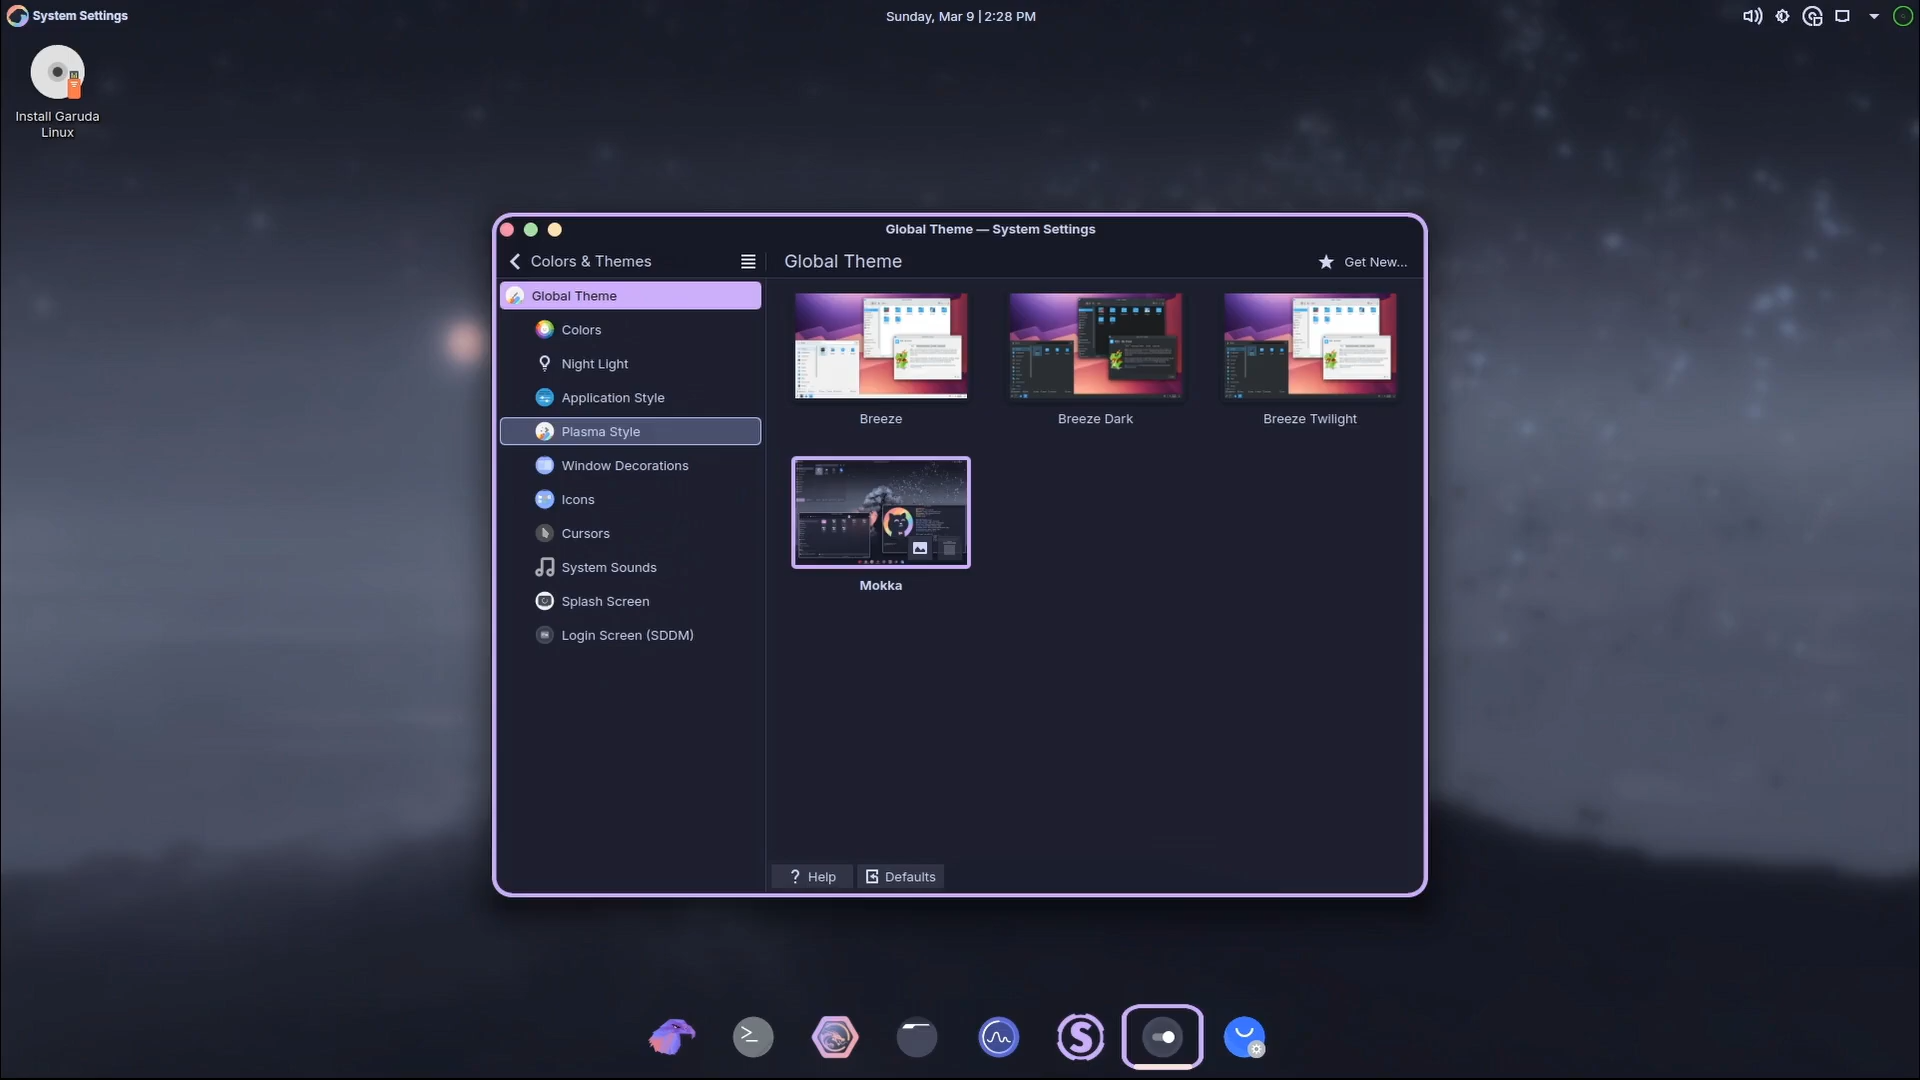 System Settings
Sunday, Mar 9 | 2:28 PM
Install Garuda
Linux
Global Theme — System Settings
Colors & Themes
Global Theme
Get New...
Global Theme
Colors
Night Light
Application Style
Plasma Style
Window Decorations
Icons
Cursors
System Sounds
Splash Screen
Login Screen (SDDM)
Breeze
Breeze Dark
Breeze Twilight
Mokka
? Help
Defaults